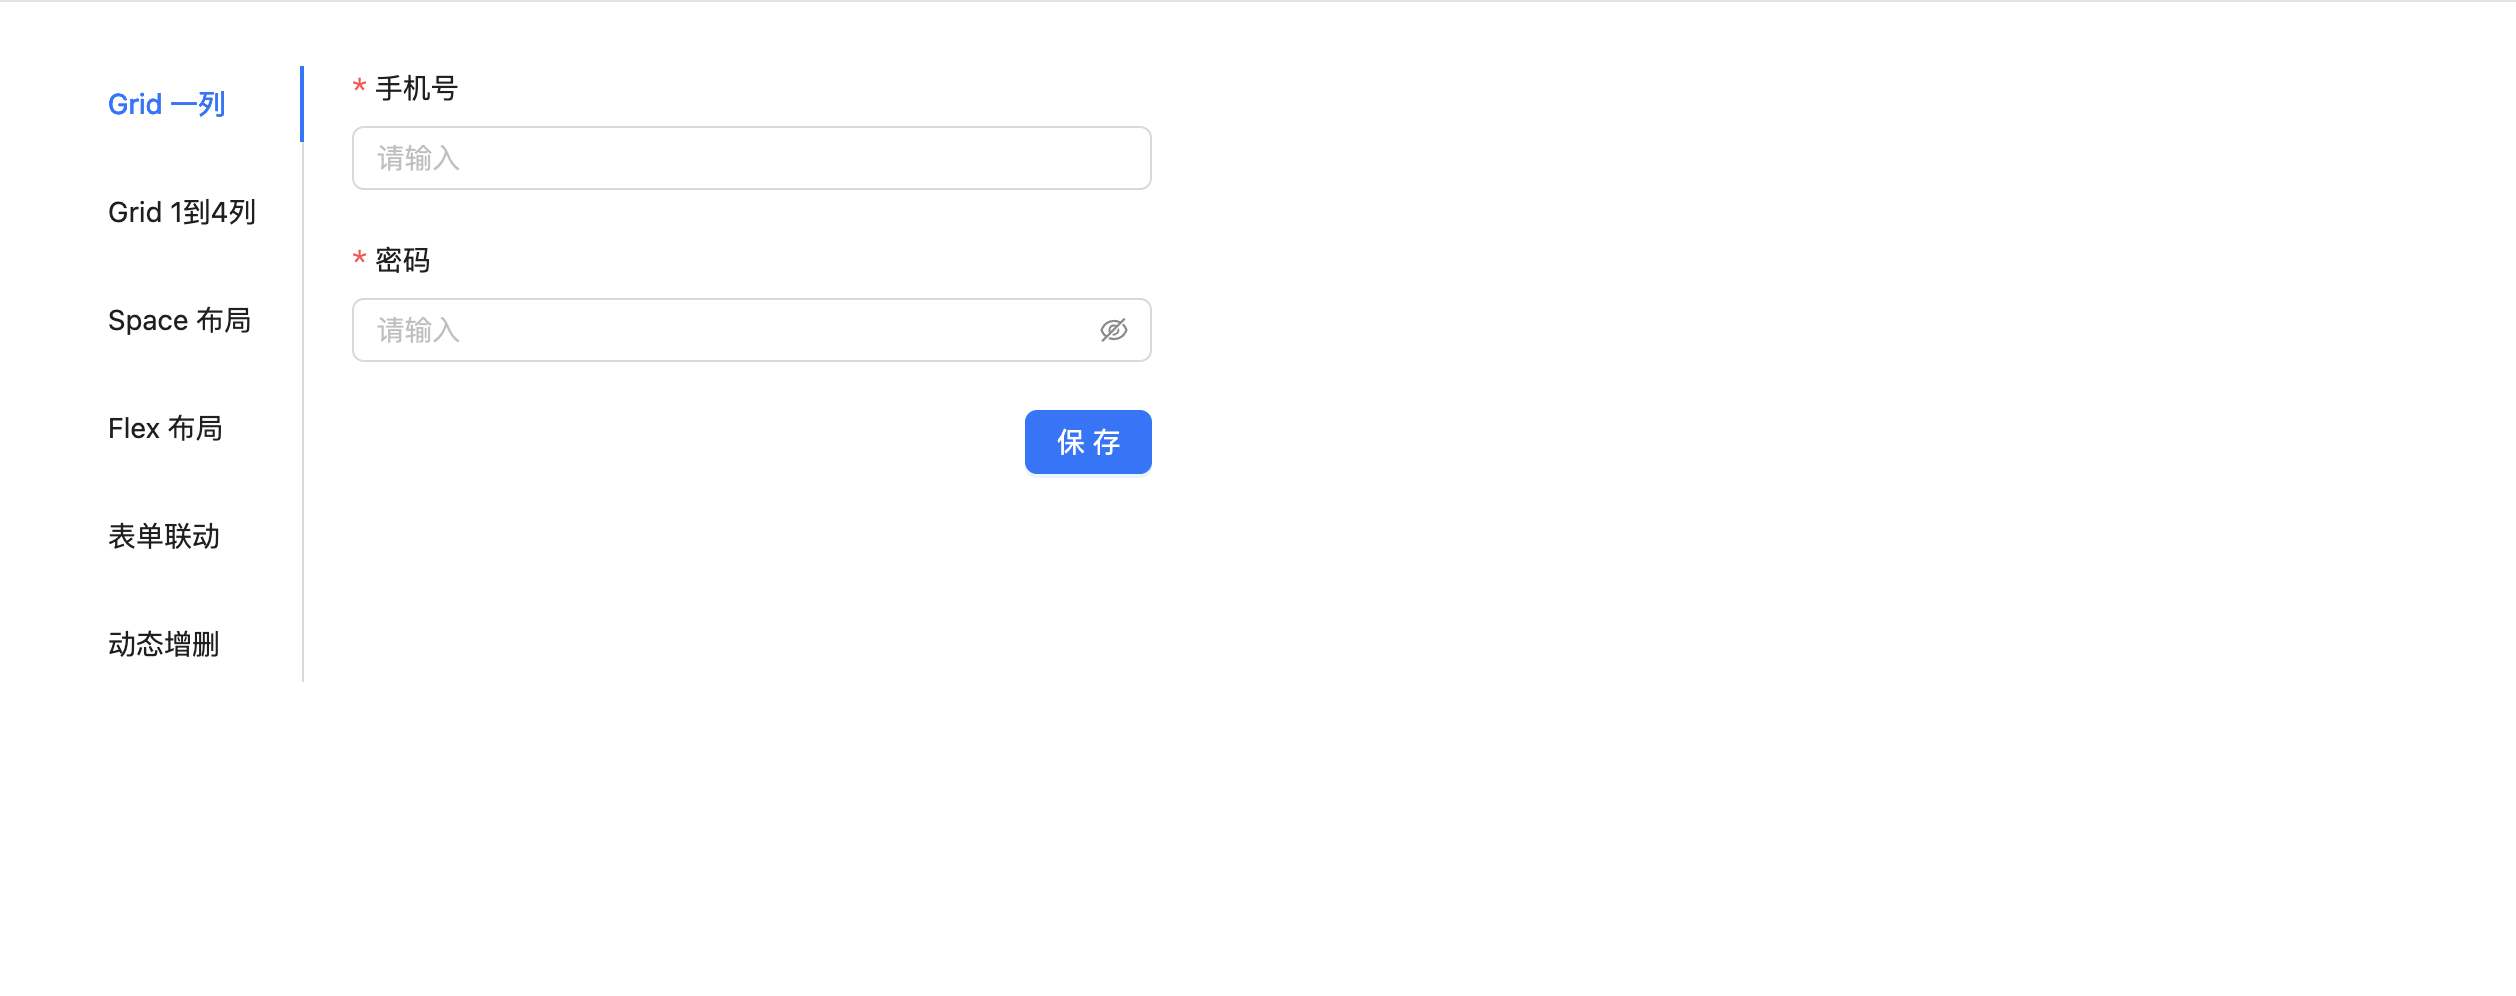 Grid 一列
Grid 1到4列
Space 布局
Flex 布局
表单联动
动态增删
* 手机号
请输入
* 密码
请输入
保 存